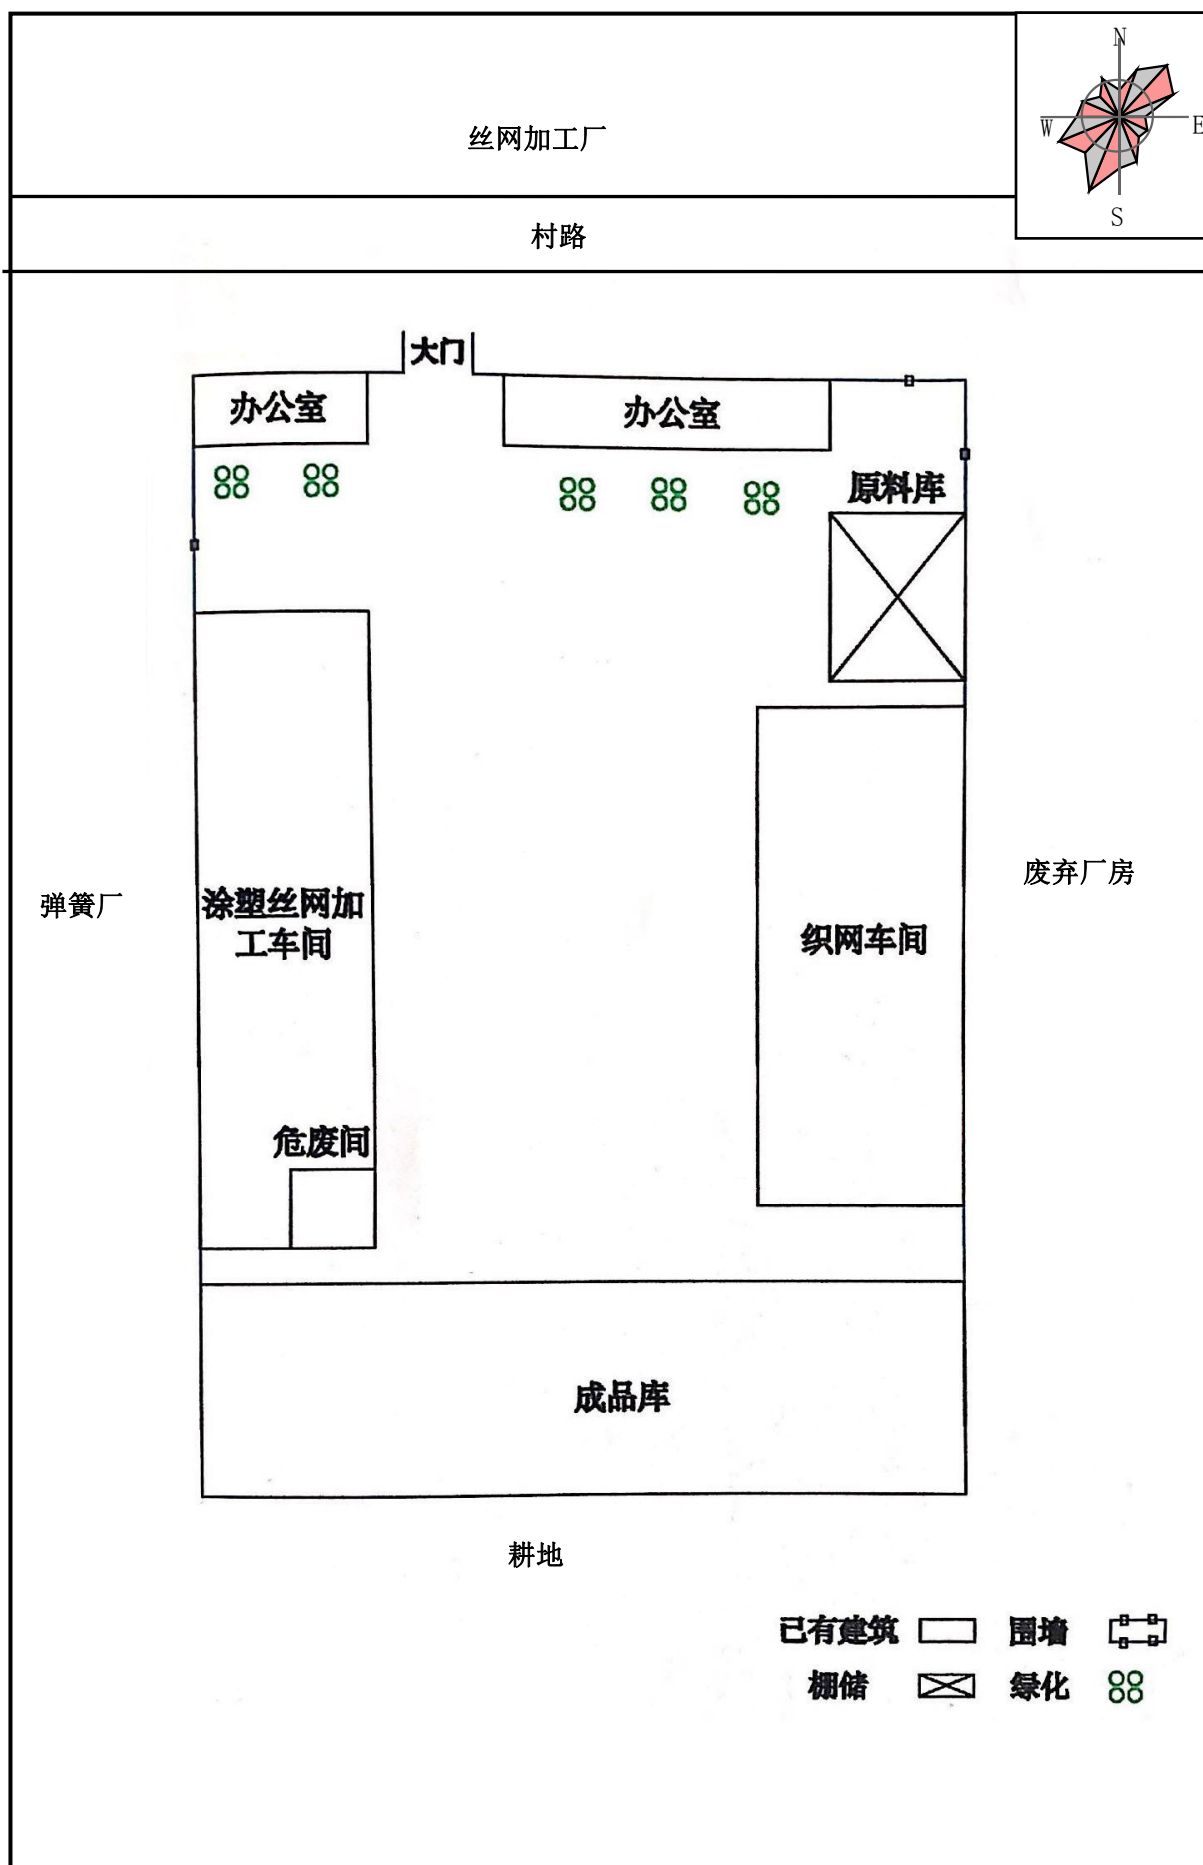 N
W
E
S
丝网加工厂
村路
大门
办公室
办公室
原料库
弹簧厂
涂塑丝网加
工车间
织网车间
废弃厂房
危废间
成品库
耕地
已有建筑
围墙
棚储
绿化